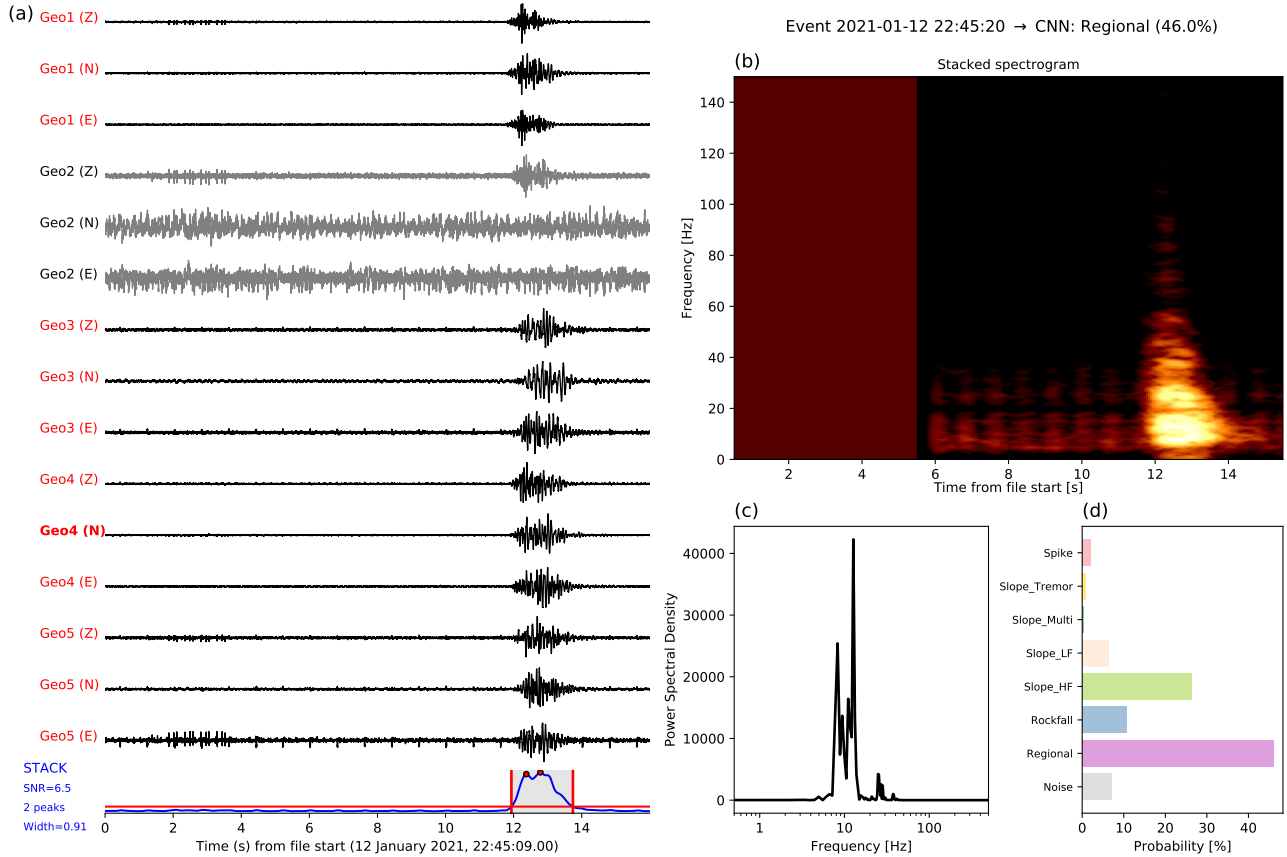 (a)
Geo1 (Z)
Geo1 (N)
Geo1 (E)
Geo2 (Z)
Geo2 (N)
Geo2 (E)
Geo3 (Z)
Geo3 (N)
Geo3 (E)
Geo4 (Z)
Geo4 (N)
Geo4 (E)
Geo5 (Z)
Geo5 (N)
Geo5 (E)
STACK
SNR=6.5
2 peaks
Width=0.91
0 2 4 6 8 10 12 14
Time (s) from file start (12 January 2021, 22:45:09.00)
Event 2021-01-12 22:45:20 → CNN: Regional (46.0%)
(b)
Stacked spectrogram
Frequency [Hz]
140
120
100
80
60
40
20
0
2 4 6 8 10 12 14
Time from file start [s]
(c)
Power Spectral Density
40000
30000
20000
10000
0
1 10 100
Frequency [Hz]
(d)
Spike
Slope_Tremor
Slope_Multi
Slope_LF
Slope_HF
Rockfall
Regional
Noise
0 10 20 30 40
Probability [%]